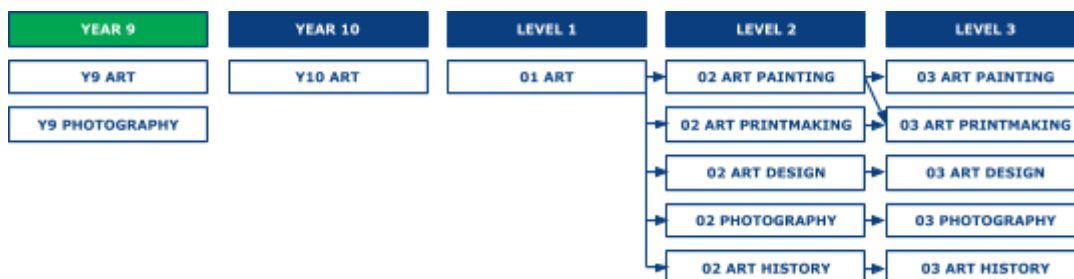 YEAR 9 YEAR 10 LEVEL 1 LEVEL 2 LEVEL 3
Y9 ART Y10 ART 01 ART 02 ART PAINTING 03 ART PAINTING
Y9 PHOTOGRAPHY 02 ART PRINTMAKING 03 ART PRINTMAKING
02 ART DESIGN 03 ART DESIGN
02 PHOTOGRAPHY 03 PHOTOGRAPHY
02 ART HISTORY 03 ART HISTORY